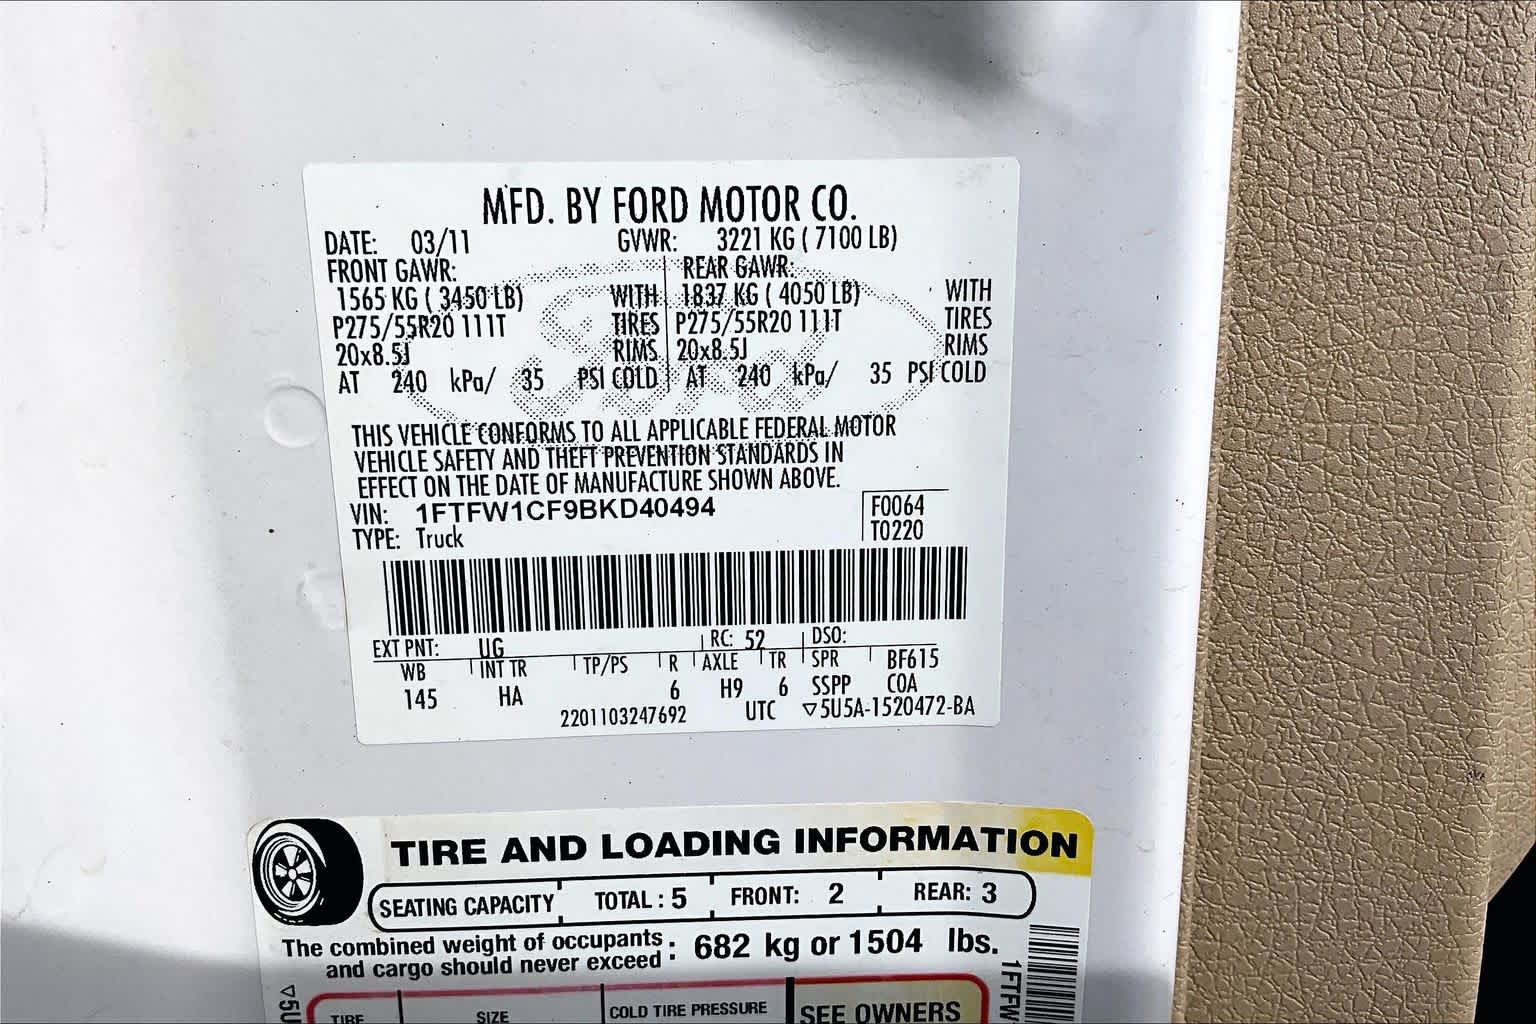 MFD. BY FORD MOTOR CO.
DATE: 03/11 GVWR: 3221 KG ( 7100 LB)
FRONT GAWR: REAR GAWR:
1565 KG ( 3450 LB) WITH 1837 KG ( 4050 LB) WITH
P275/55R20 111T TIRES P275/55R20 111T TIRES
20x8.5J RIMS 20x8.5J RIMS
AT 240 kPa/ 35 PSI COLD AT 240 kPa/ 35 PSI COLD
Ford
THIS VEHICLE CONFORMS TO ALL APPLICABLE FEDERAL MOTOR
VEHICLE SAFETY AND THEFT PREVENTION STANDARDS IN
EFFECT ON THE DATE OF MANUFACTURE SHOWN ABOVE.
VIN: 1FTFW1CF9BKD40494 F0064
TYPE: Truck T0220
EXT PNT: UG RC: 52 DSO:
WB INT TR TP/PS R AXLE TR SPR BF615
145 HA 6 H9 6 SSPP COA
2201103247692 UTC ▽5U5A-1520472-BA
TIRE AND LOADING INFORMATION
SEATING CAPACITY TOTAL : 5 FRONT: 2 REAR: 3
The combined weight of occupants
and cargo should never exceed : 682 kg or 1504 lbs.
TIRE SIZE COLD TIRE PRESSURE SEE OWNERS
▽5U
1FTFW